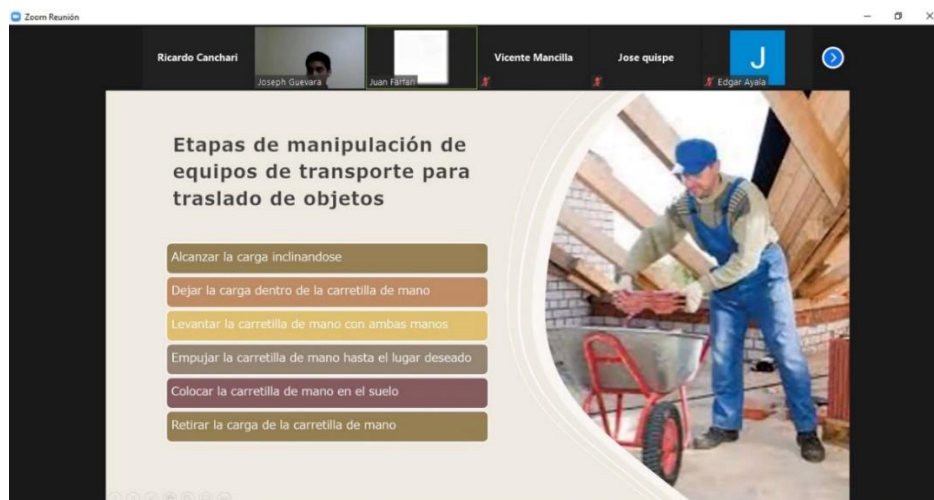 Zoom Reunión
Ricardo Canchari
Joseph Guevara
Juan Farfan
Vicente Mancilla
Jose quispe
J
Edgar Ayala
Etapas de manipulación de
equipos de transporte para
traslado de objetos
Alcanzar la carga inclinandose
Dejar la carga dentro de la carretilla de mano
Levantar la carretilla de mano con ambas manos
Empujar la carretilla de mano hasta el lugar deseado
Colocar la carretilla de mano en el suelo
Retirar la carga de la carretilla de mano